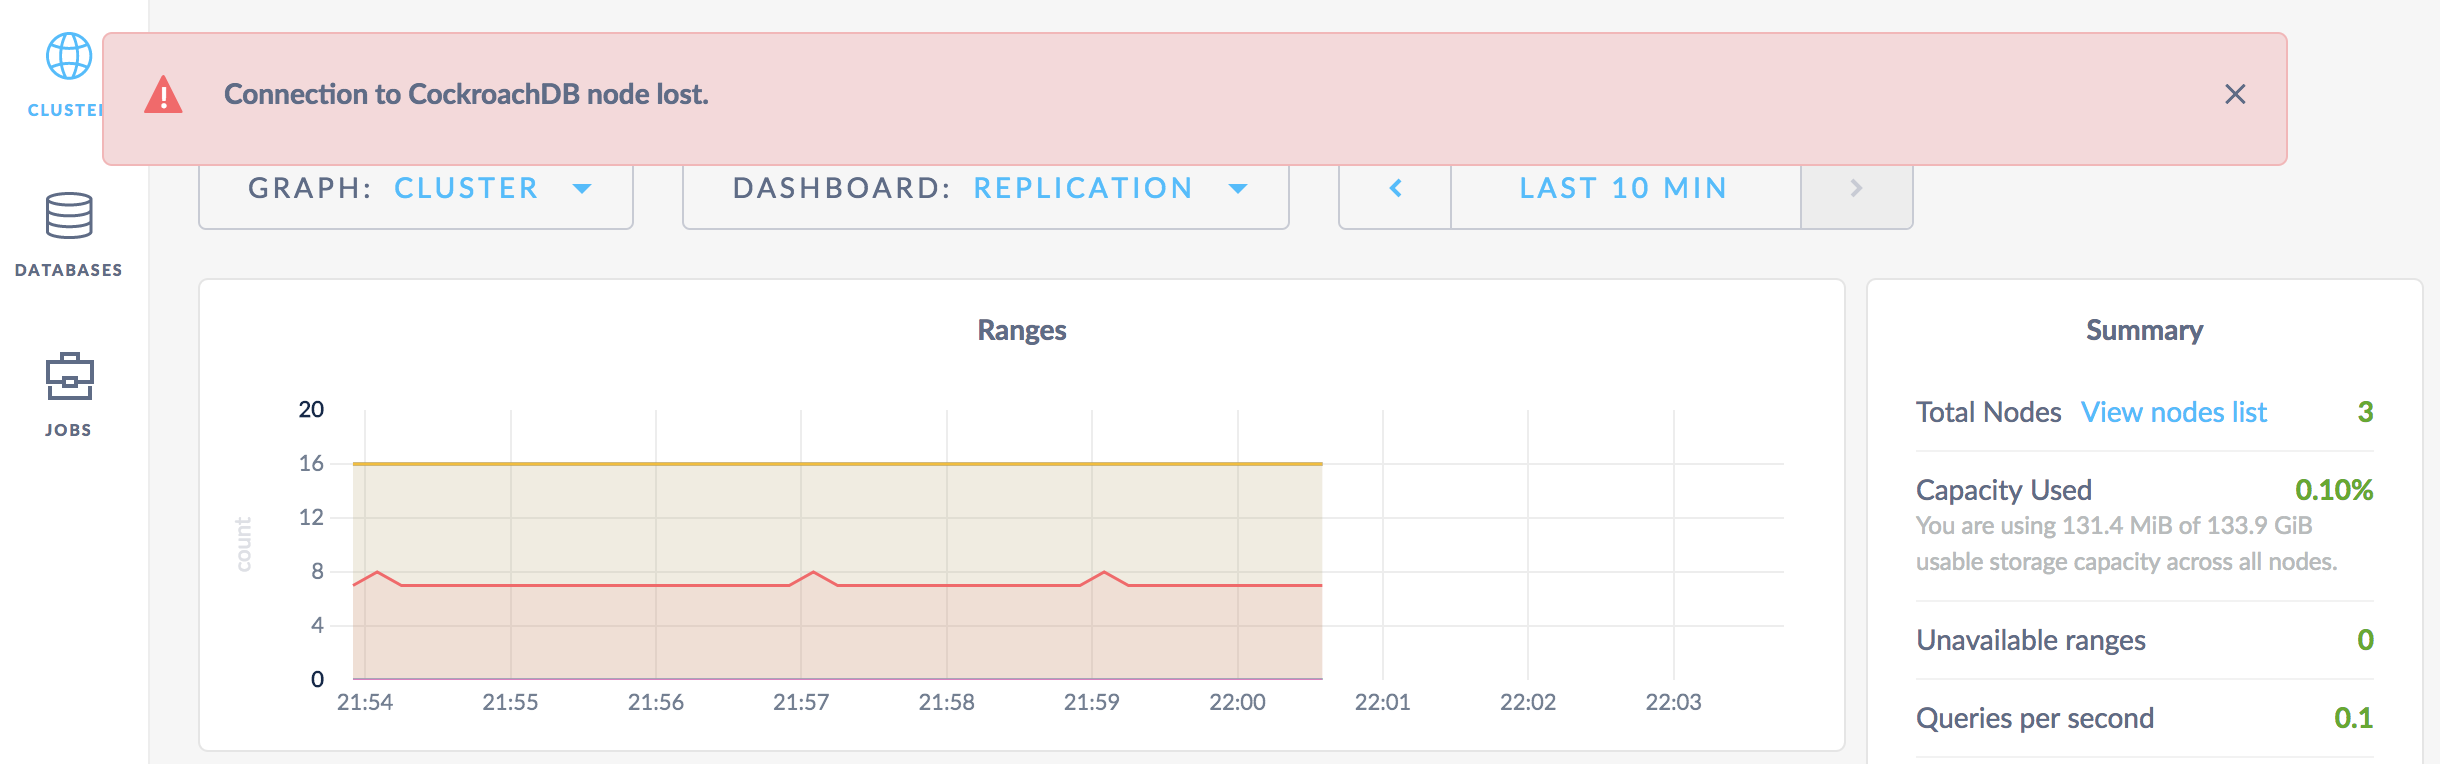 Connection to CockroachDB node lost.
CLUSTER
DATABASES
JOBS
GRAPH: CLUSTER
DASHBOARD: REPLICATION
LAST 10 MIN
Ranges
count
20
16
12
8
4
0
21:54 21:55 21:56 21:57 21:58 21:59 22:00 22:01 22:02 22:03
Summary
Total Nodes View nodes list 3
Capacity Used 0.10%
You are using 131.4 MiB of 133.9 GiB
usable storage capacity across all nodes.
Unavailable ranges 0
Queries per second 0.1